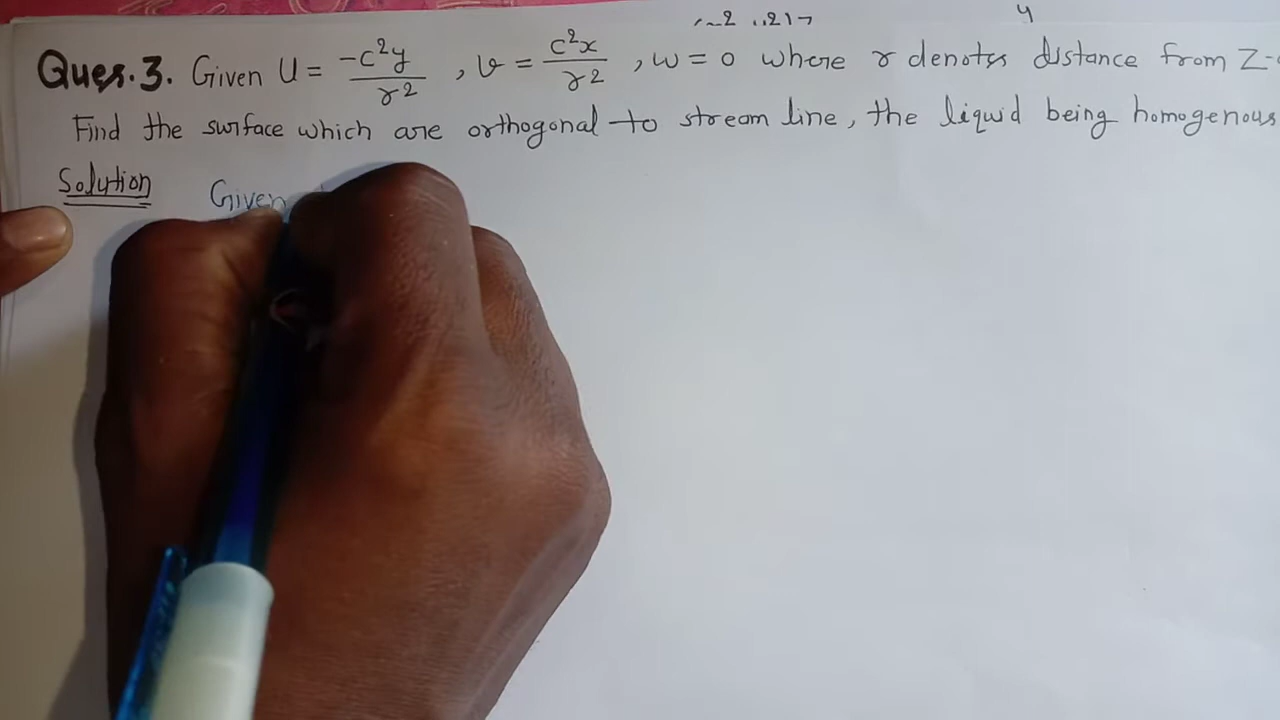 Ques.3. Given U = -c²y/r² , v = c²x/r² , w = 0 where r denotes distance from Z-
Find the surface which are orthogonal to stream line, the liquid being homogenous
Solution Given